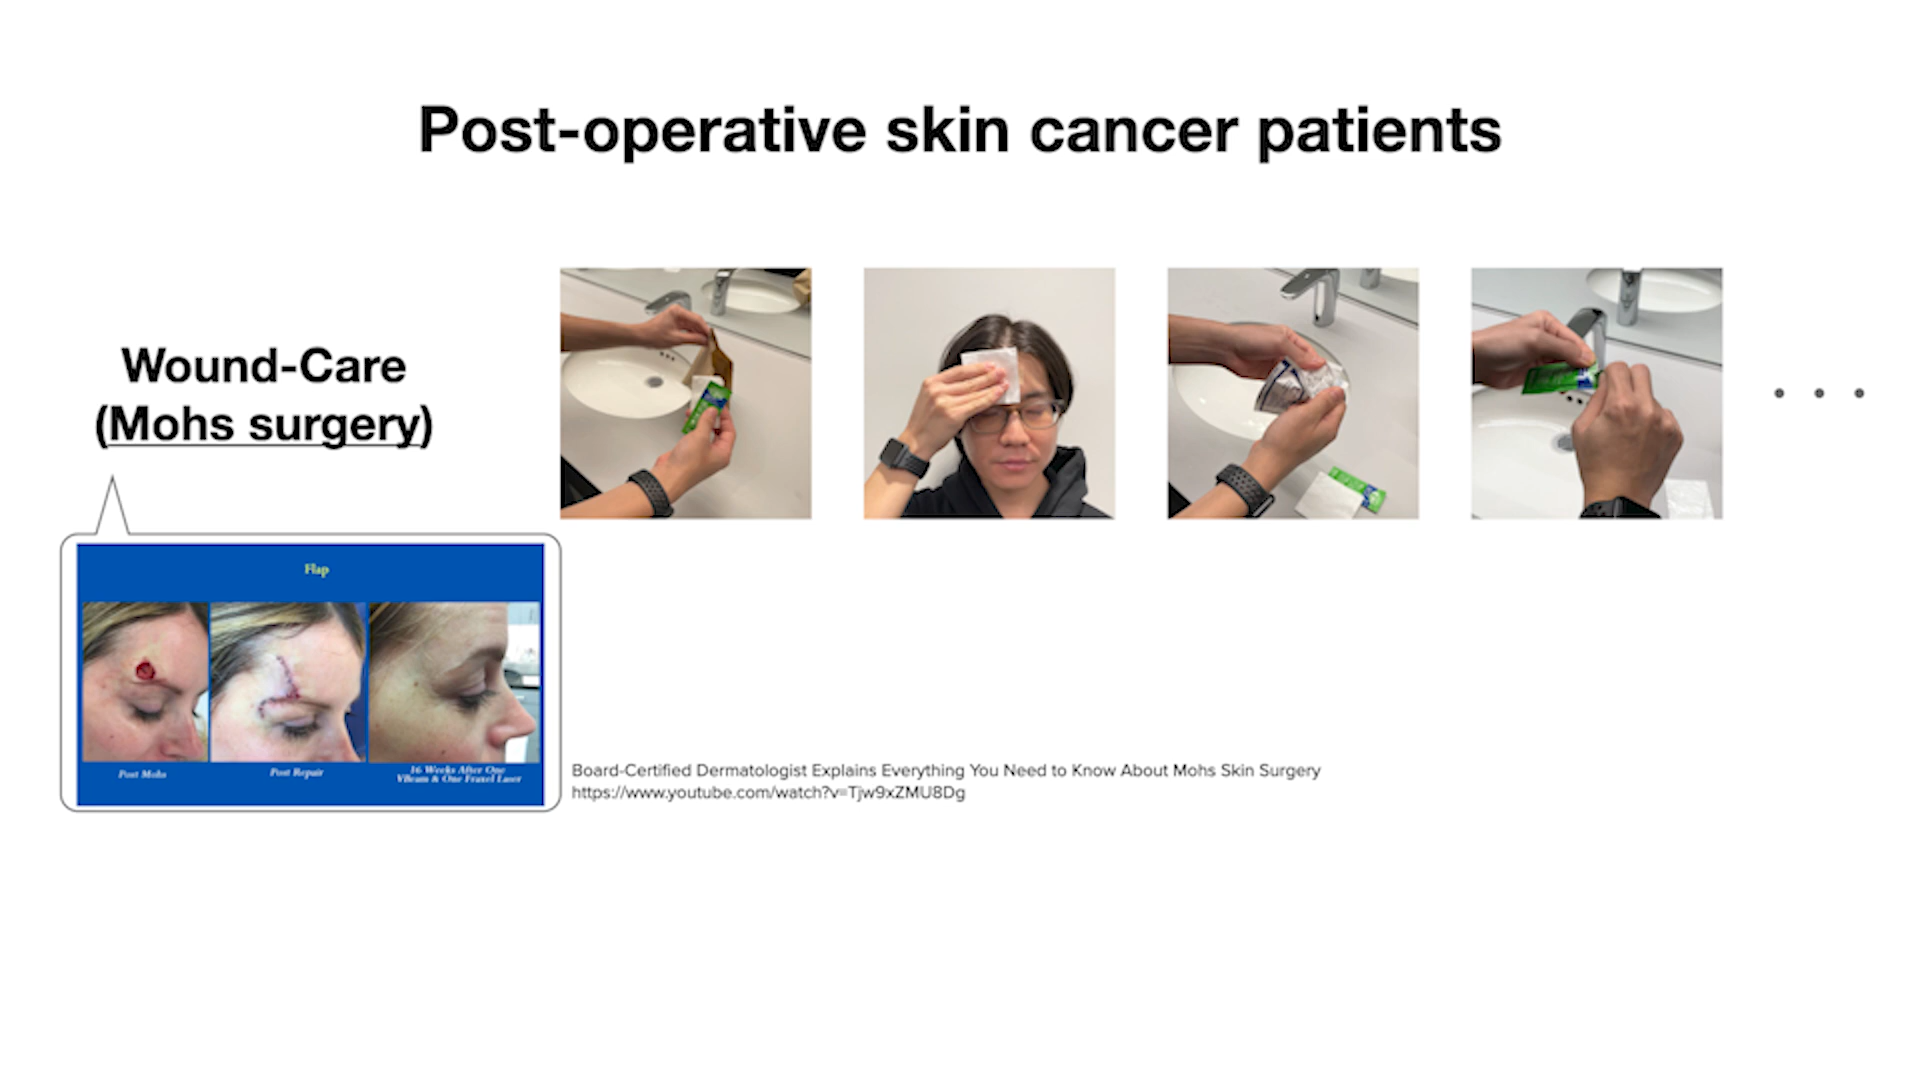 Post-operative skin cancer patients
Wound-Care
(Mohs surgery)
Flap
Post Mohs
Post Repair
16 Weeks After One
VBeam & One Fraxel Laser
Board-Certified Dermatologist Explains Everything You Need to Know About Mohs Skin Surgery
https://www.youtube.com/watch?v=Tjw9xZMU8Dg